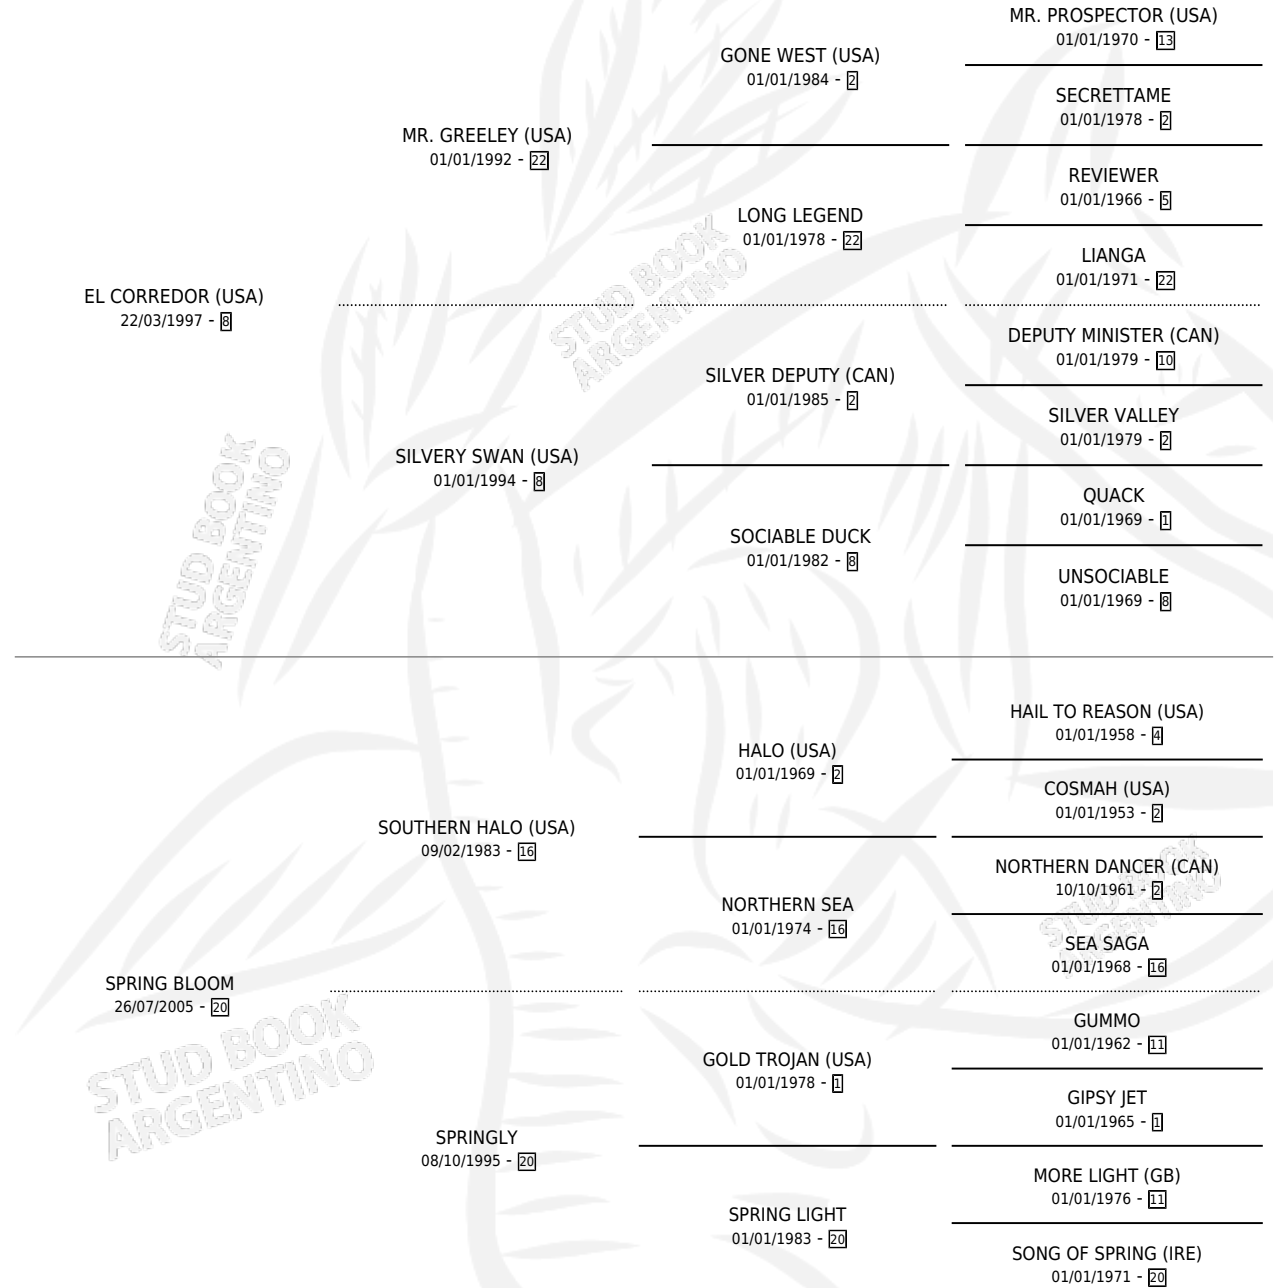 MR. PROSPECTOR (USA)
01/01/1970 - 13
GONE WEST (USA)
01/01/1984 - 2
SECRETTAME
01/01/1978 - 2
MR. GREELEY (USA)
01/01/1992 - 22
REVIEWER
01/01/1966 - 5
LONG LEGEND
01/01/1978 - 22
LIANGA
01/01/1971 - 22
EL CORREDOR (USA)
22/03/1997 - 8
STUD BOOK
ARGENTINO
DEPUTY MINISTER (CAN)
01/01/1979 - 10
SILVER DEPUTY (CAN)
01/01/1985 - 2
SILVER VALLEY
01/01/1979 - 2
SILVERY SWAN (USA)
01/01/1994 - 8
QUACK
01/01/1969 - 1
SOCIABLE DUCK
01/01/1982 - 8
UNSOCIABLE
01/01/1969 - 8
STUD BOOK
ARGENTINO
HAIL TO REASON (USA)
01/01/1958 - 4
HALO (USA)
01/01/1969 - 2
COSMAH (USA)
01/01/1953 - 2
SOUTHERN HALO (USA)
09/02/1983 - 16
NORTHERN DANCER (CAN)
10/10/1961 - 2
STUD BOOK
ARGENTINO
NORTHERN SEA
01/01/1974 - 16
SEA SAGA
01/01/1968 - 16
SPRING BLOOM
26/07/2005 - 20
STUD BOOK
ARGENTINO
GUMMO
01/01/1962 - 11
GOLD TROJAN (USA)
01/01/1978 - 1
GIPSY JET
01/01/1965 - 1
SPRINGLY
08/10/1995 - 20
MORE LIGHT (GB)
01/01/1976 - 11
SPRING LIGHT
01/01/1983 - 20
SONG OF SPRING (IRE)
01/01/1971 - 20